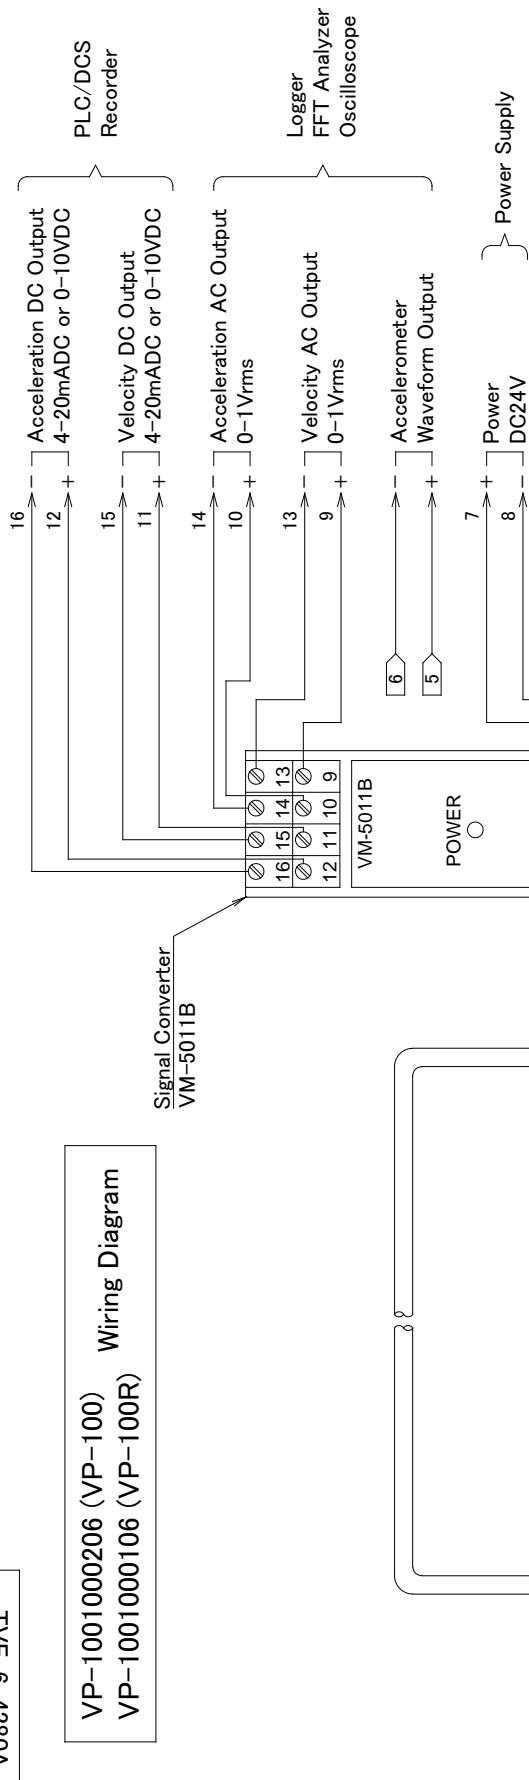 VP-1001000206 (VP-100)
VP-1001000106 (VP-100R)
Wiring Diagram
Signal Converter
VM-5011B
16
15
14
13
12
11
10
9
VM-5011B
POWER
16 -
12 +
Acceleration DC Output
4-20mADC or 0-10VDC
15 -
11 +
Velocity DC Output
4-20mADC or 0-10VDC
PLC/DCS
Recorder
14 -
10 +
Acceleration AC Output
0-1Vrms
13 -
9 +
Velocity AC Output
0-1Vrms
6 -
5 +
Accelerometer
Waveform Output
Logger
FFT Analyzer
Oscilloscope
7 +
8 -
Power
DC24V
Power Supply